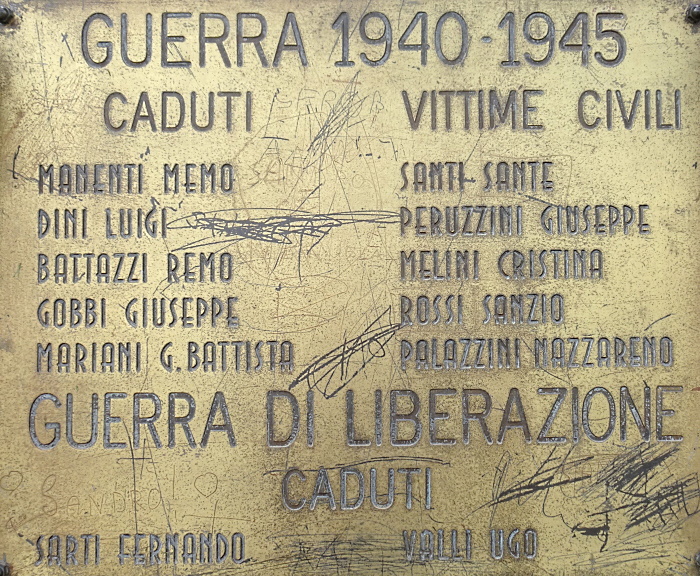 GUERRA 1940-1945
CADUTI VITTIME CIVILI
MANENTI MEMO SANTI SANTE
DINI LUIGI PERUZZINI GIUSEPPE
BATTAZZI REMO MELINI CRISTINA
GOBBI GIUSEPPE ROSSI SANZIO
MARIANI G.BATTISTA PALAZZINI NAZZARENO
GUERRA DI LIBERAZIONE
CADUTI
SANDRO
SARTI FERNANDO VALLI UGO